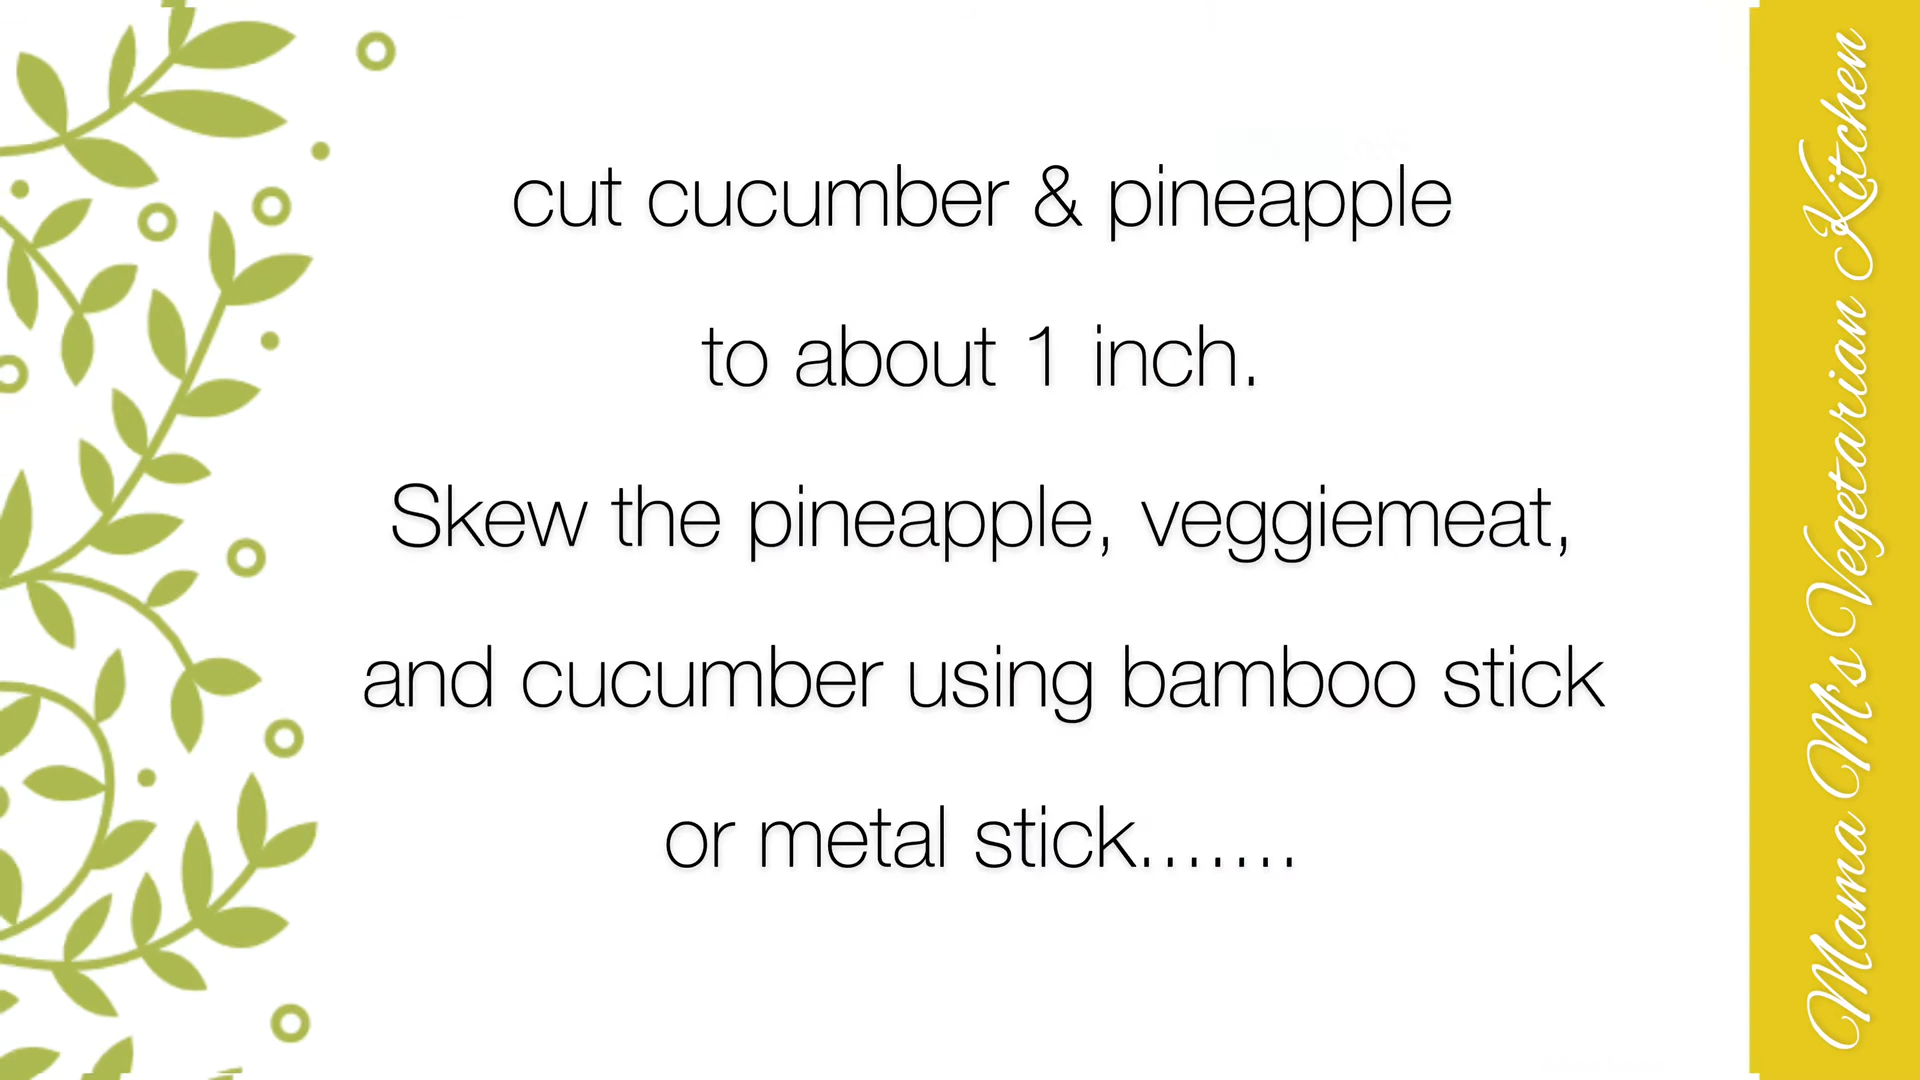 cut cucumber & pineapple
to about 1 inch.
Skew the pineapple, veggiemeat,
and cucumber using bamboo stick
or metal stick.......
Mama M's Vegetarian Kitchen